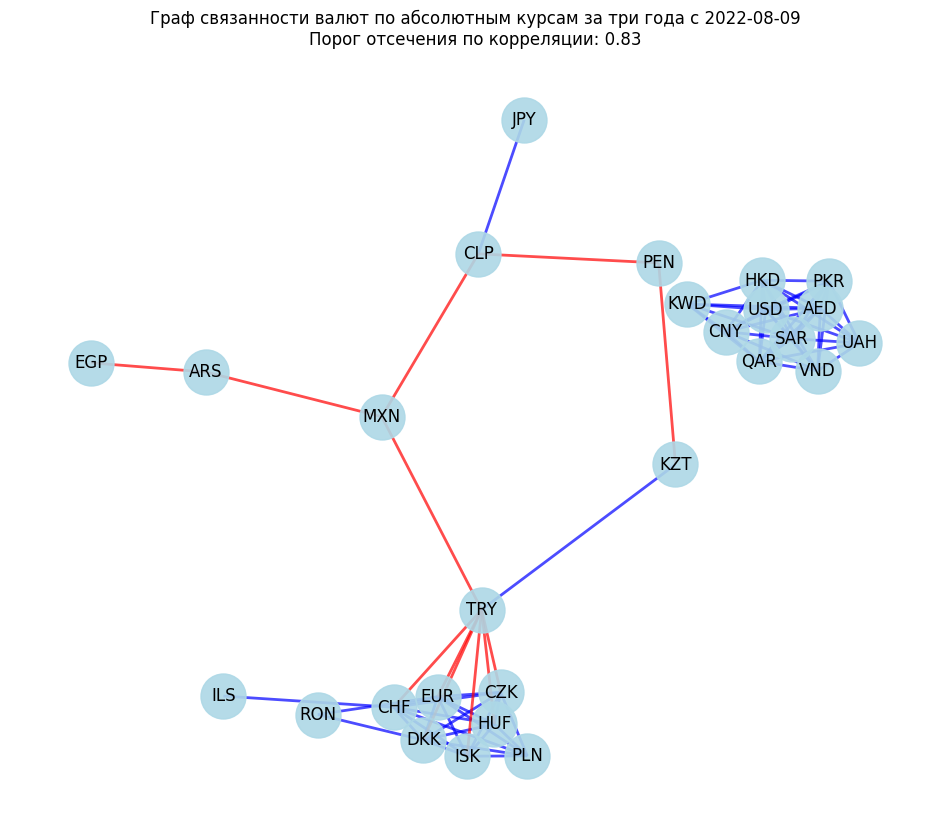 Граф связанности валют по абсолютным курсам за три года с 2022-08-09
Порог отсечения по корреляции: 0.83
JPY
CLP
PEN
HKD
PKR
KWD
USD
AED
CNY
SAR
UAH
QAR
VND
EGP
ARS
MXN
KZT
TRY
ILS
RON
CHF
EUR
CZK
DKK
HUF
ISK
PLN